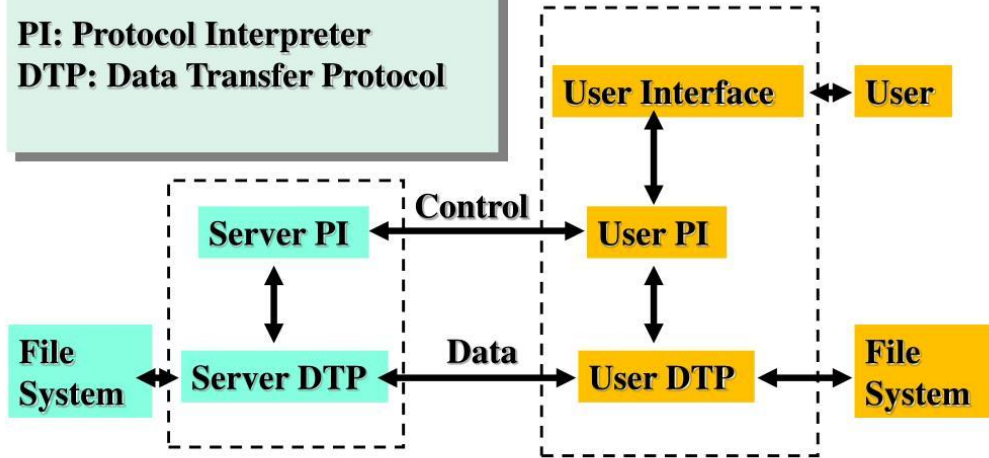 PI: Protocol Interpreter
DTP: Data Transfer Protocol
User Interface
User
Control
Server PI
User PI
Data
File
System
Server DTP
User DTP
File
System